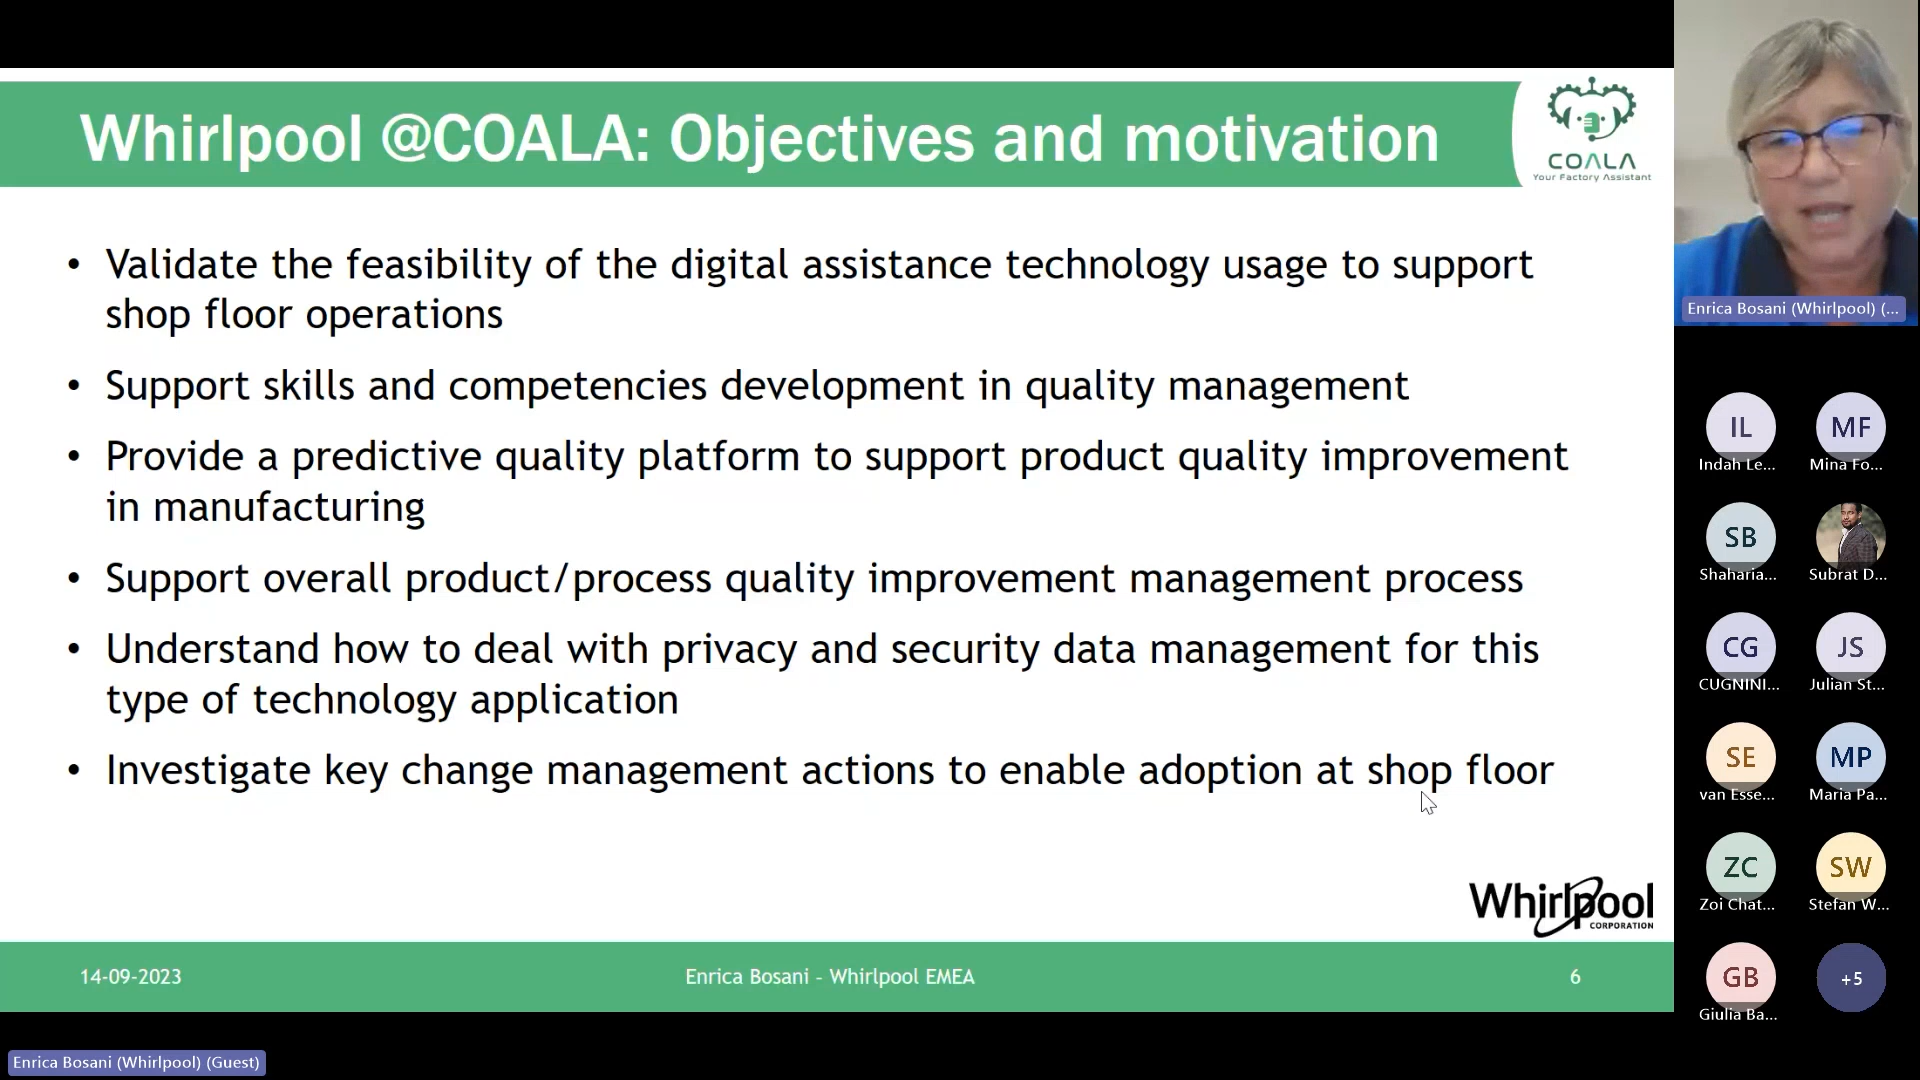 Whirlpool @COALA: Objectives and motivation
COALA
Your Factory Assistant
• Validate the feasibility of the digital assistance technology usage to support
shop floor operations
• Support skills and competencies development in quality management
• Provide a predictive quality platform to support product quality improvement
in manufacturing
• Support overall product/process quality improvement management process
• Understand how to deal with privacy and security data management for this
type of technology application
• Investigate key change management actions to enable adoption at shop floor
Whirlpool
CORPORATION
14-09-2023
Enrica Bosani - Whirlpool EMEA
6
Enrica Bosani (Whirlpool) (Guest)
Enrica Bosani (Whirlpool) (...
IL
MF
Indah Le...
Mina Fo...
SB
Shaharia...
Subrat D...
CG
JS
CUGNINI...
Julian St...
SE
MP
van Esse...
Maria Pa...
ZC
SW
Zoi Chat...
Stefan W...
GB
+5
Giulia Ba...